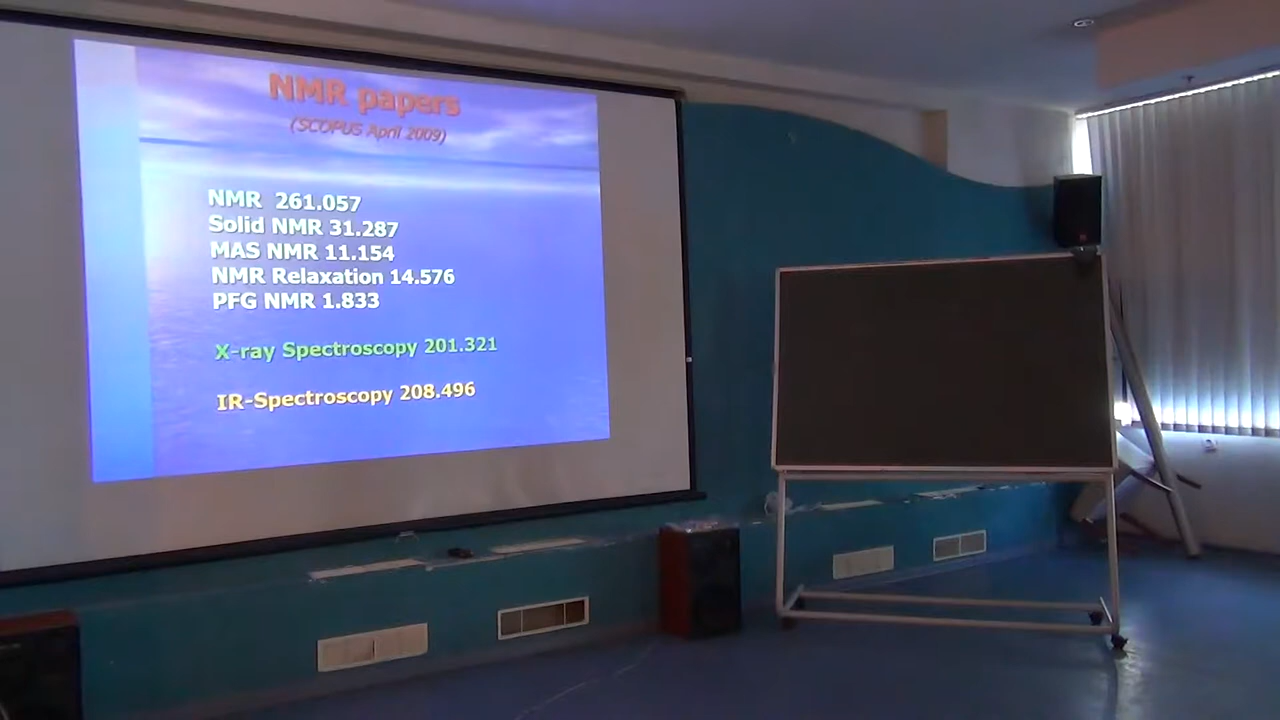 NMR papers
(SCOPUS April 2009)
NMR 261.057
Solid NMR 31.287
MAS NMR 11.154
NMR Relaxation 14.576
PFG NMR 1.833
X-ray Spectroscopy 201.321
IR-Spectroscopy 208.496